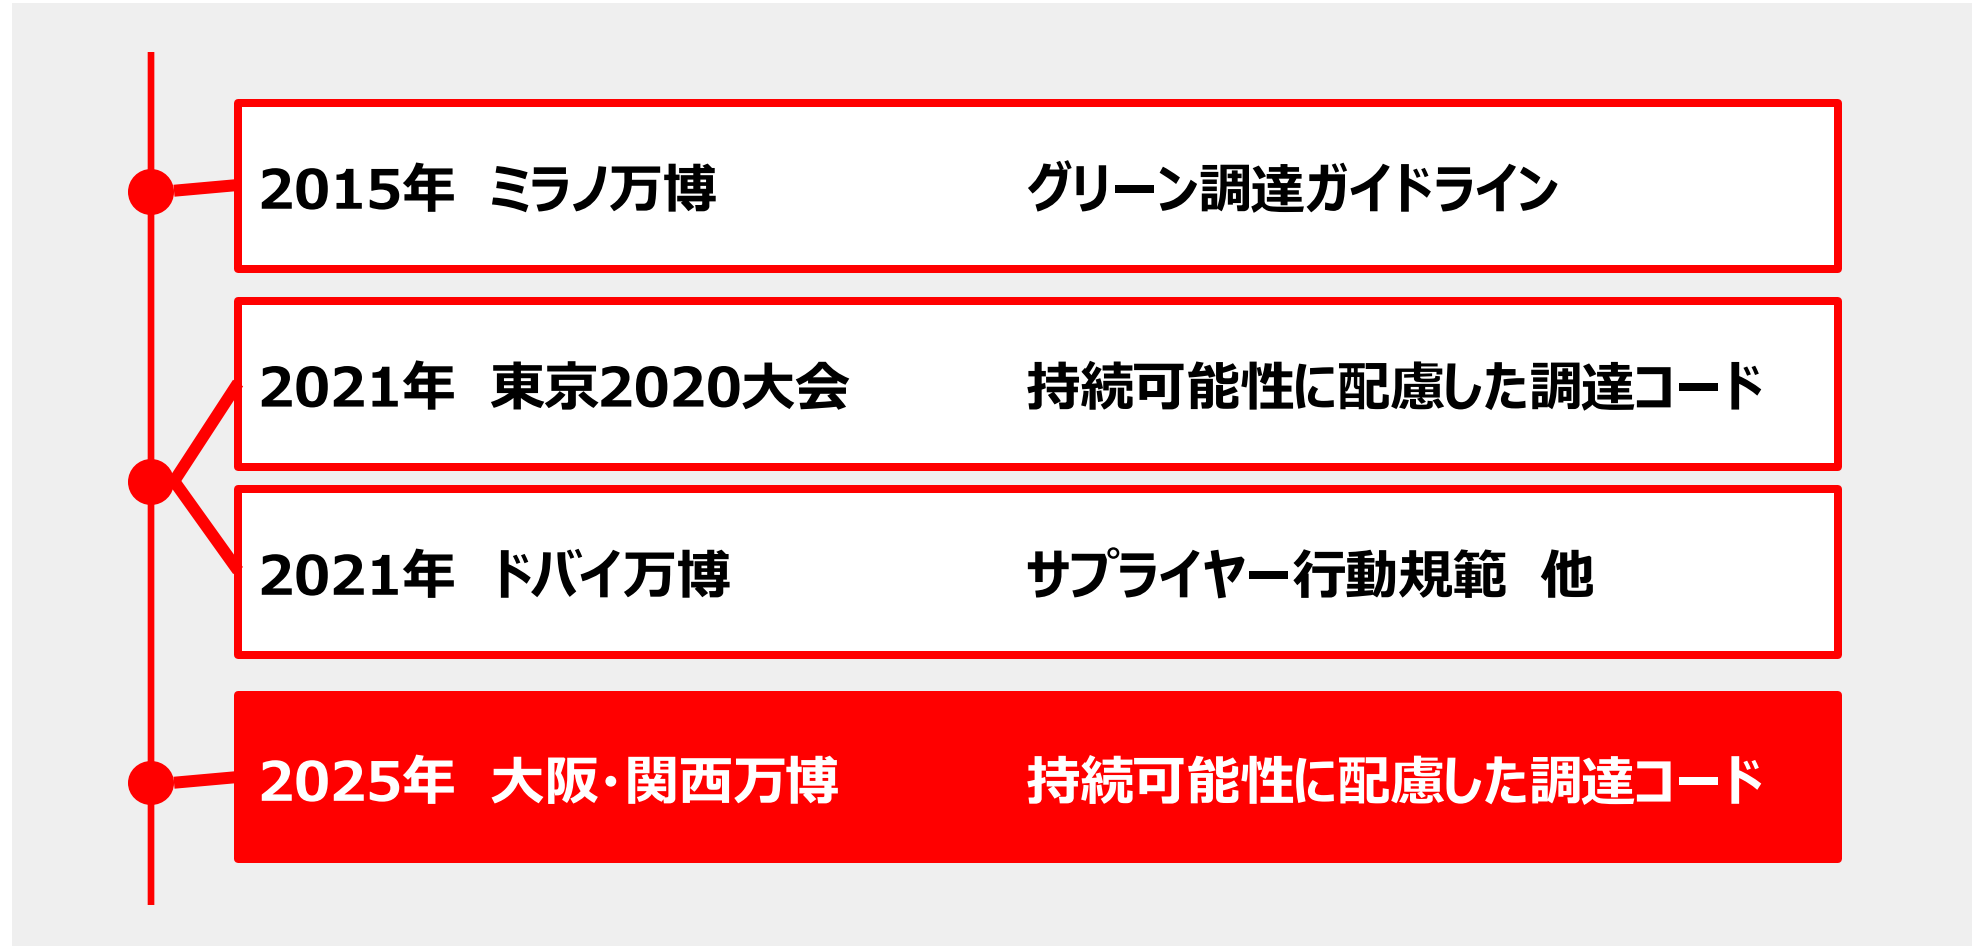 2015年　ミラノ万博　グリーン調達ガイドライン
2021年　東京2020大会　持続可能性に配慮した調達コード
2021年　ドバイ万博　サプライヤー行動規範　他
2025年　大阪・関西万博　持続可能性に配慮した調達コード